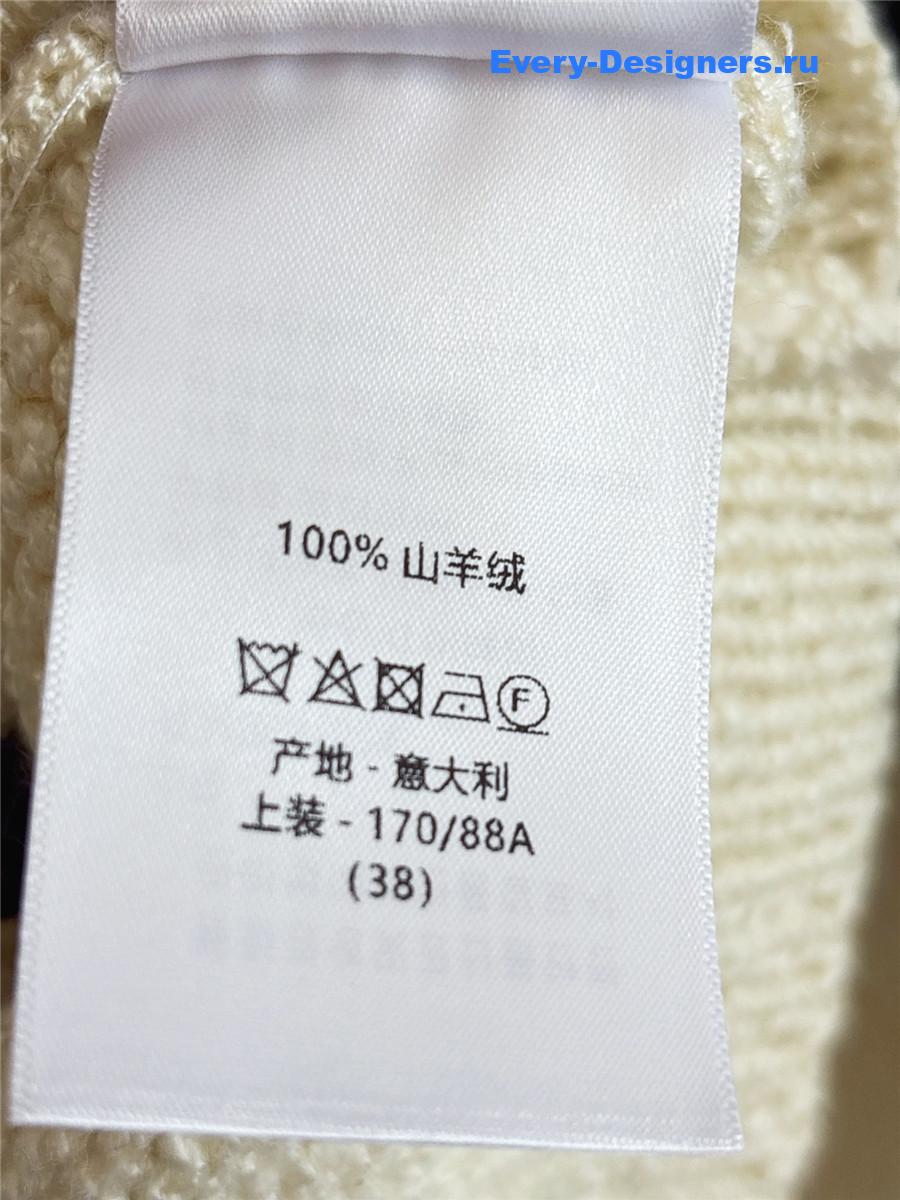 Every-Designers.ru
100% 山羊绒
F
产地 - 意大利
上装 - 170/88A
(38)